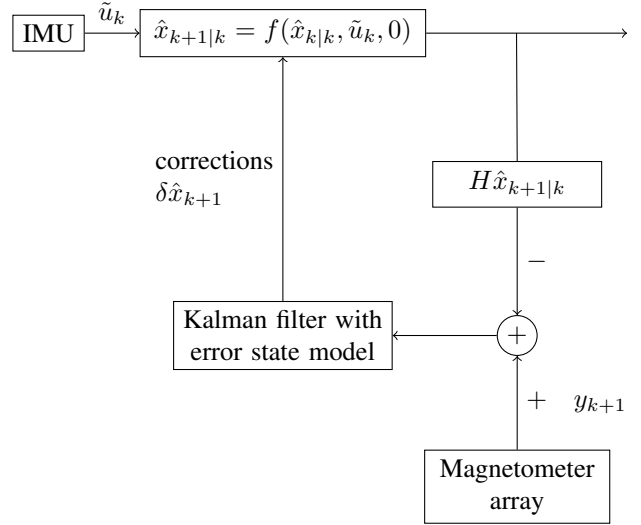 IMU
ũ_k
x̂_{k+1|k} = f(x̂_{k|k}, ũ_k, 0)
corrections
δx̂_{k+1}
Hx̂_{k+1|k}
−
Kalman filter with
error state model
+
+ y_{k+1}
Magnetometer
array